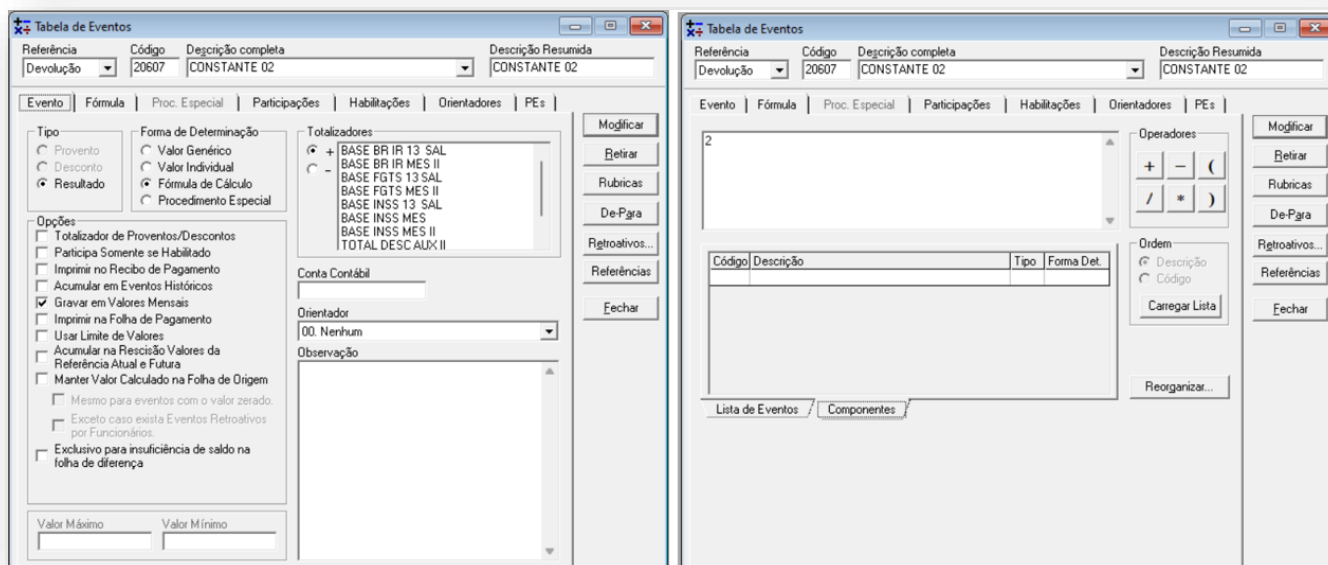 Tabela de Eventos
Referência Código Descrição completa Descrição Resumida
Devolução 20607 CONSTANTE 02 CONSTANTE 02
Evento Fórmula Proc. Especial Participações Habilitações Orientadores PEs
Tipo
Provento
Desconto
Resultado
Forma de Determinação
Valor Genérico
Valor Individual
Fórmula de Cálculo
Procedimento Especial
Totalizadores
+
-
BASE BR IR 13 SAL
BASE BR IR MES II
BASE FGTS 13 SAL
BASE FGTS MES II
BASE INSS 13 SAL
BASE INSS MES
BASE INSS MES II
TOTAL DESC AUX II
Opções
Totalizador de Proventos/Descontos
Participa Somente se Habilitado
Imprimir no Recibo de Pagamento
Acumular em Eventos Históricos
Gravar em Valores Mensais
Imprimir na Folha de Pagamento
Usar Limite de Valores
Acumular na Rescisão Valores da
Referência Atual e Futura
Manter Valor Calculado na Folha de Origem
Mesmo para eventos com o valor zerado.
Exceto caso exista Eventos Retroativos
por Funcionários.
Exclusivo para insuficiência de saldo na
folha de diferença
Valor Máximo Valor Mínimo
Conta Contábil
Orientador
00. Nenhum
Observação
Modificar
Retirar
Rubricas
De-Para
Retroativos...
Referências
Fechar
Tabela de Eventos
Referência Código Descrição completa Descrição Resumida
Devolução 20607 CONSTANTE 02 CONSTANTE 02
Evento Fórmula Proc. Especial Participações Habilitações Orientadores PEs
2
Operadores
+ - (
/ * )
Código Descrição Tipo Forma Det.
Ordem
Descrição
Código
Carregar Lista
Reorganizar...
Lista de Eventos Componentes
Modificar
Retirar
Rubricas
De-Para
Retroativos...
Referências
Fechar